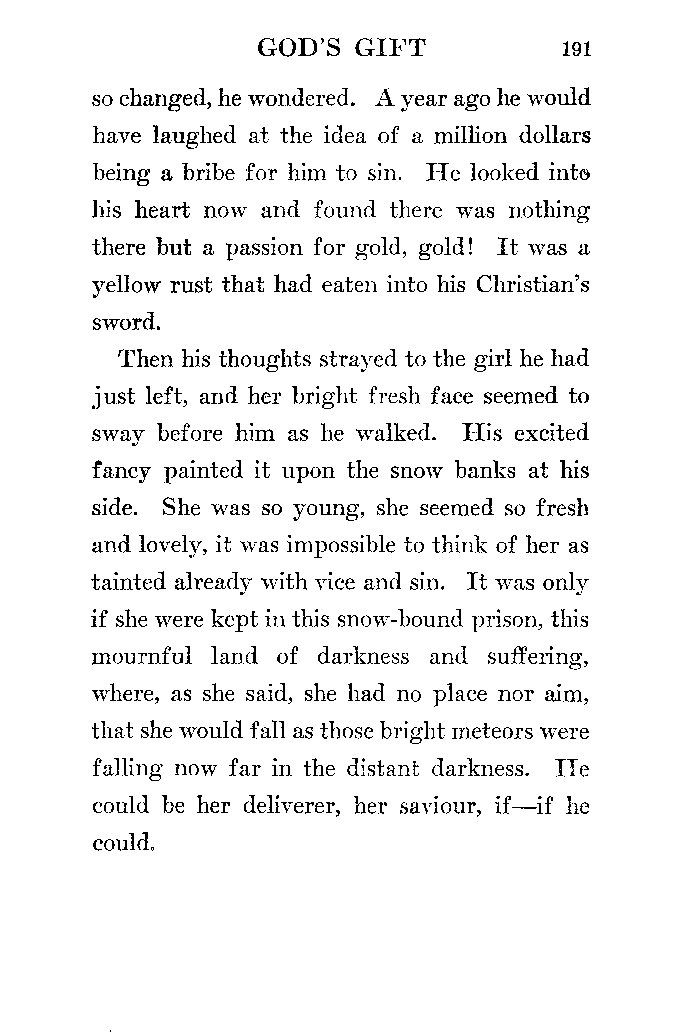 GOD'S GIFT 191
so changed, he wondered. A year ago he would
have laughed at the idea of a million dollars
being a bribe for him to sin. He looked into
his heart now and found there was nothing
there but a passion for gold, gold! It was a
yellow rust that had eaten into his Christian's
sword.
Then his thoughts strayed to the girl he had
just left, and her bright fresh face seemed to
sway before him as he walked. His excited
fancy painted it upon the snow banks at his
side. She was so young, she seemed so fresh
and lovely, it was impossible to think of her as
tainted already with vice and sin. It was only
if she were kept in this snow-bound prison, this
mournful land of darkness and suffering,
where, as she said, she had no place nor aim,
that she would fall as those bright meteors were
falling now far in the distant darkness. He
could be her deliverer, her saviour, if—if he
could.